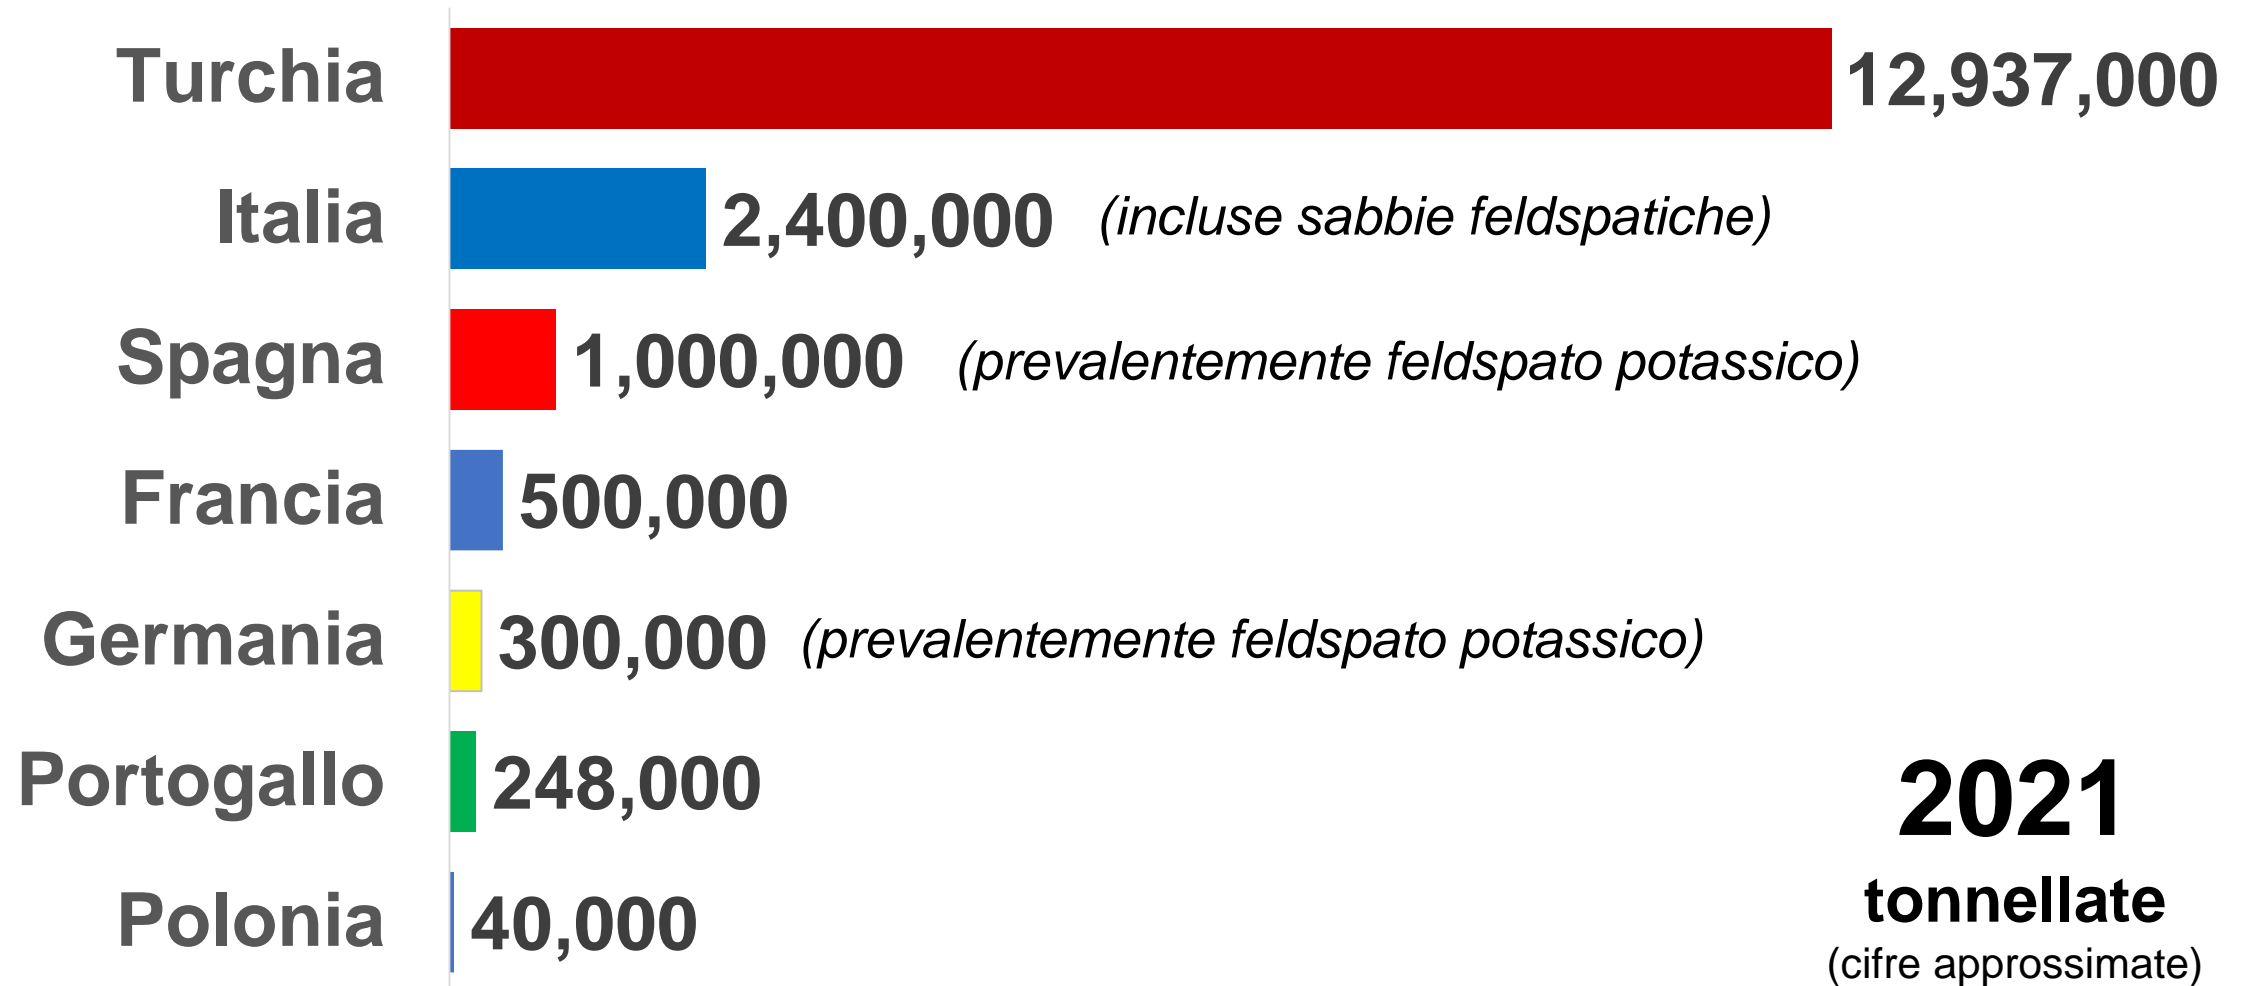 Turchia 12,937,000
Italia 2,400,000 (incluse sabbie feldspatiche)
Spagna 1,000,000 (prevalentemente feldspato potassico)
Francia 500,000
Germania 300,000 (prevalentemente feldspato potassico)
Portogallo 248,000
Polonia 40,000
2021
tonnellate
(cifre approssimate)